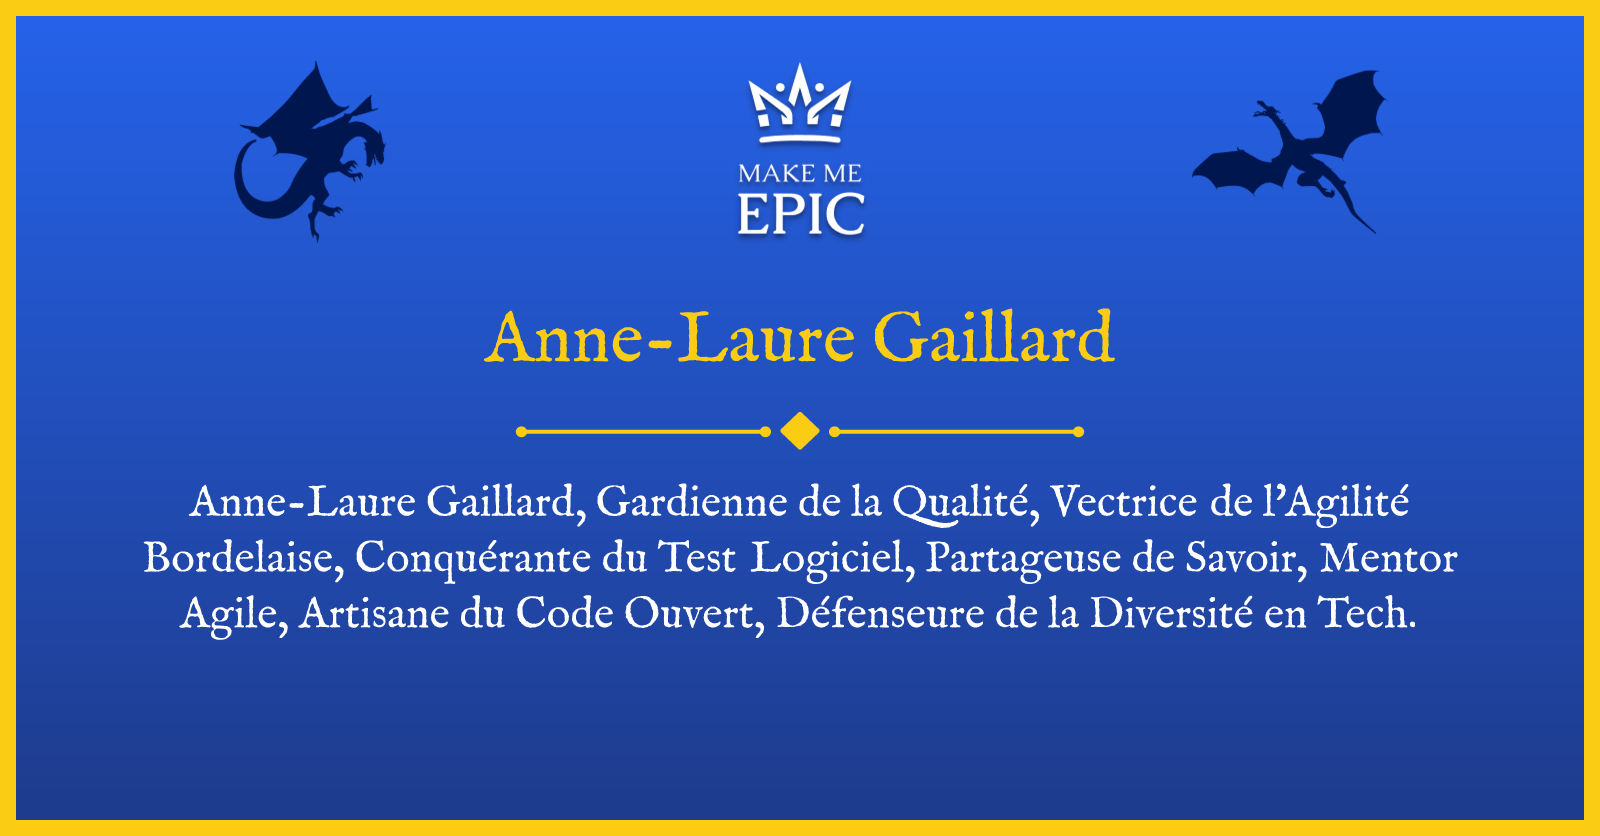 MAKE ME
EPIC
Anne-Laure Gaillard
Anne-Laure Gaillard, Gardienne de la Qualité, Vectrice de l’Agilité
Bordelaise, Conquérante du Test Logiciel, Partageuse de Savoir, Mentor
Agile, Artisane du Code Ouvert, Défenseure de la Diversité en Tech.